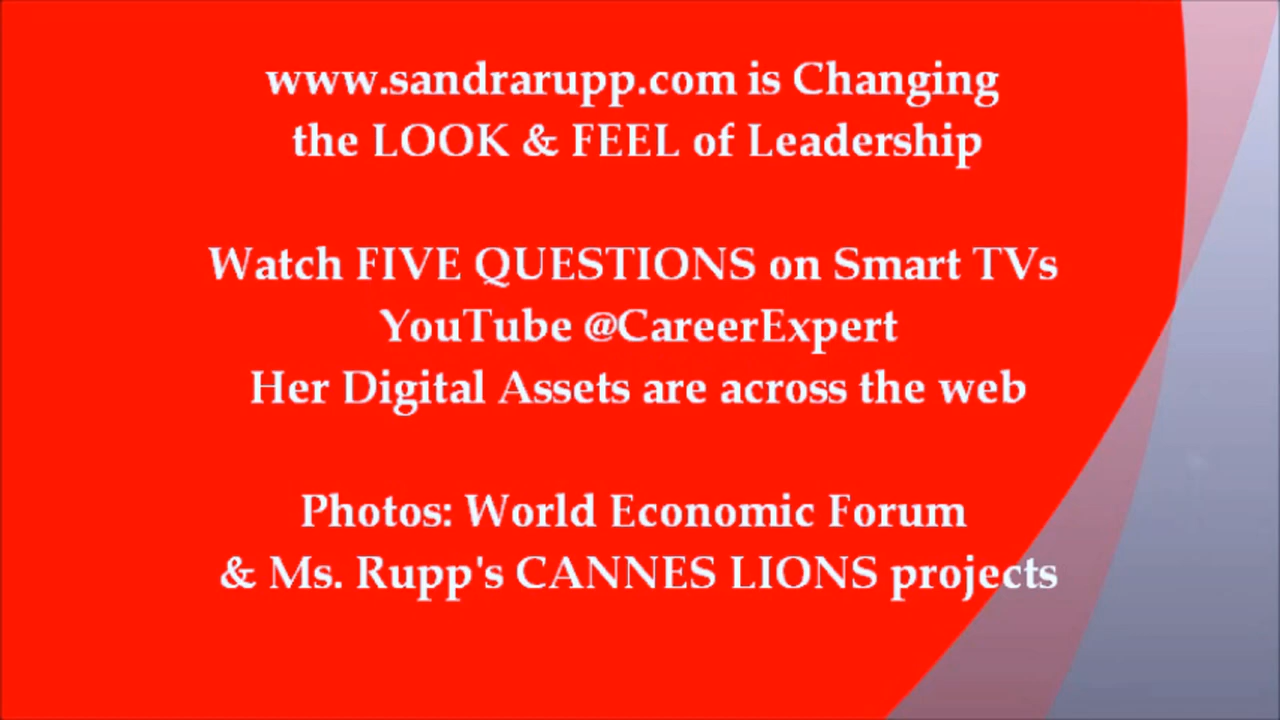 www.sandrarupp.com is Changing
the LOOK & FEEL of Leadership
Watch FIVE QUESTIONS on Smart TVs
YouTube @CareerExpert
Her Digital Assets are across the web
Photos: World Economic Forum
& Ms. Rupp's CANNES LIONS projects